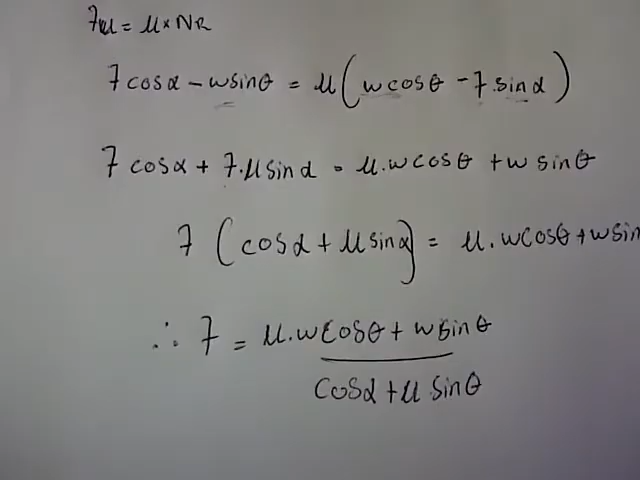 Fμ = μ × NR
F cosα - w sinθ = μ(w cosθ - F.sinα)
F cosα + F.μ sinα = μ.w cosθ + w sinθ
F (cosα + μ sinα) = μ.w cosθ + w sin
∴ F = μ.w cosθ + w sinθ
cosα + μ sinθ